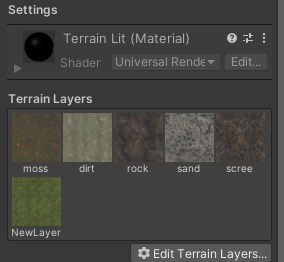 Settings
Terrain Lit (Material)
Shader Universal Rende Edit...
Terrain Layers
moss dirt rock sand scree
NewLayer
Edit Terrain Layers...